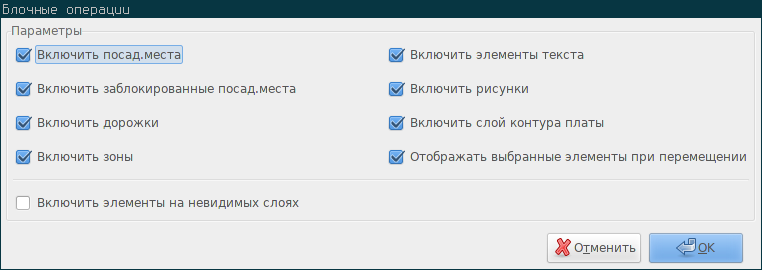 Блочные операции
Параметры
Включить посад.места
Включить элементы текста
Включить заблокированные посад.места
Включить рисунки
Включить дорожки
Включить слой контура платы
Включить зоны
Отображать выбранные элементы при перемещении
Включить элементы на невидимых слоях
Отменить
OK